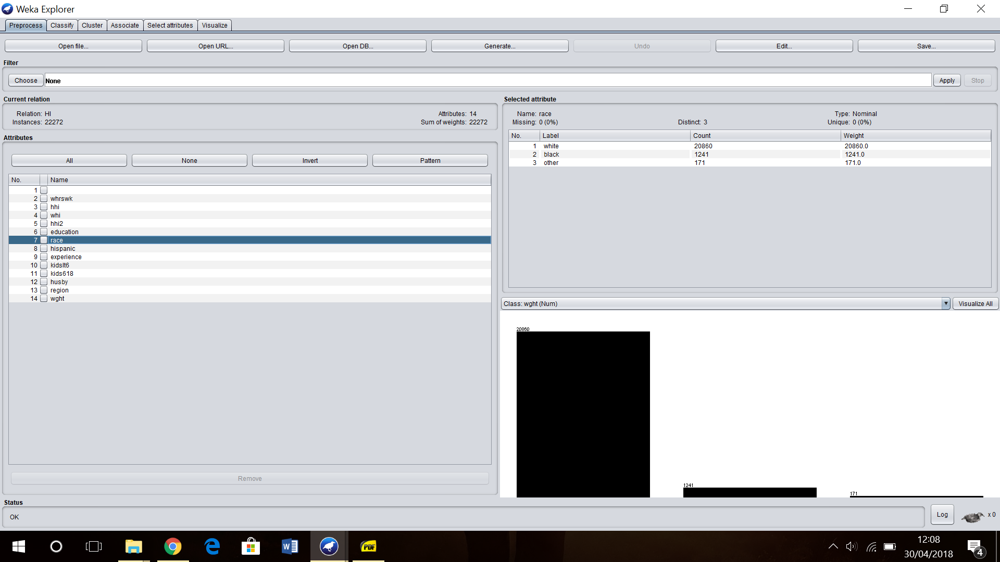 Weka Explorer
Preprocess Classify Cluster Associate Select attributes Visualize
Open file... Open URL... Open DB... Generate... Undo Edit... Save...
Filter
Choose None Apply Stop
Current relation
Relation: HI Attributes: 14
Instances: 22272 Sum of weights: 22272
Attributes
All None Invert Pattern
No. Name
1
2 whrswk
3 hhi
4 whi
5 hhi2
6 education
7 race
8 hispanic
9 experience
10 kidslt6
11 kids618
12 husby
13 region
14 wght
Remove
Selected attribute
Name: race Type: Nominal
Missing: 0 (0%) Distinct: 3 Unique: 0 (0%)
No. Label Count Weight
1 white 20860 20860.0
2 black 1241 1241.0
3 other 171 171.0
Class: wght (Num) Visualize All
20860
1241
171
Status
OK Log x 0
PDF
12:08
30/04/2018
4